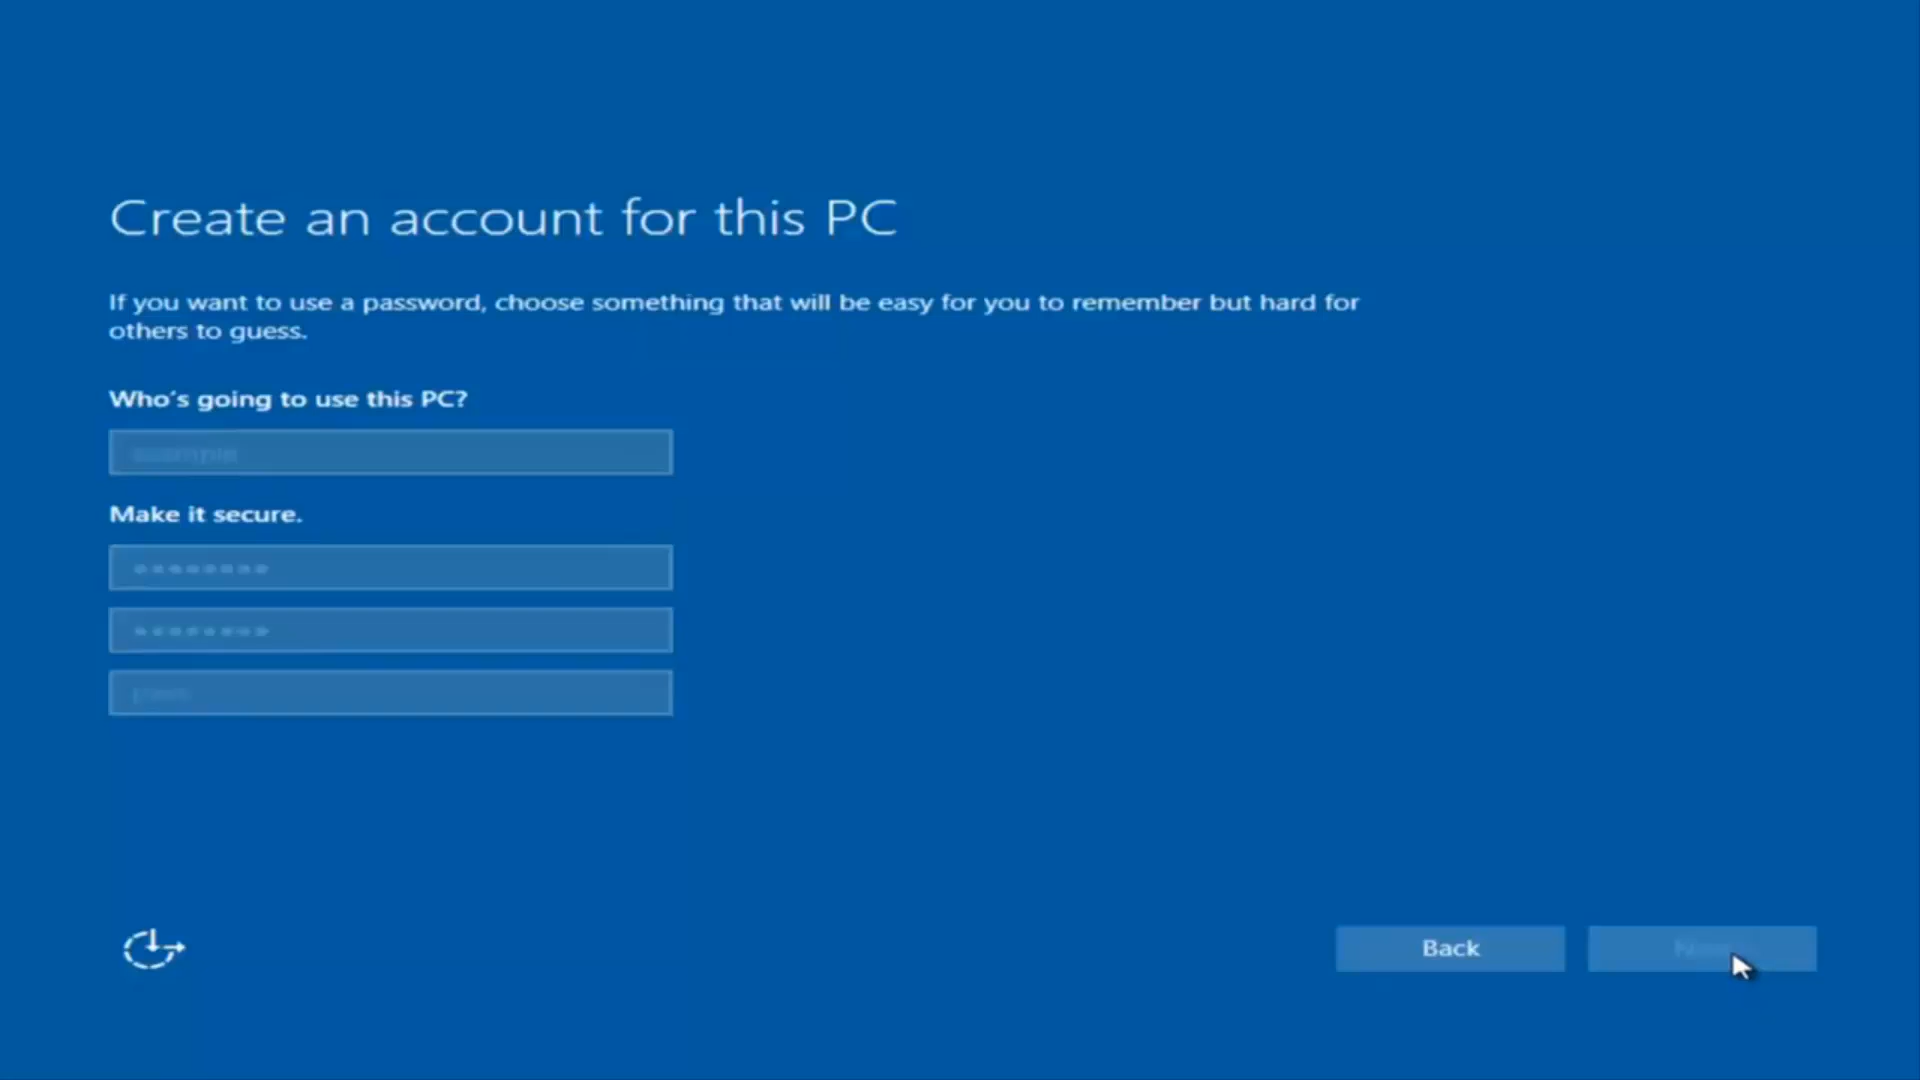 Create an account for this PC
If you want to use a password, choose something that will be easy for you to remember but hard for
others to guess.
Who's going to use this PC?
example
Make it secure.
••••••••
••••••••
Back